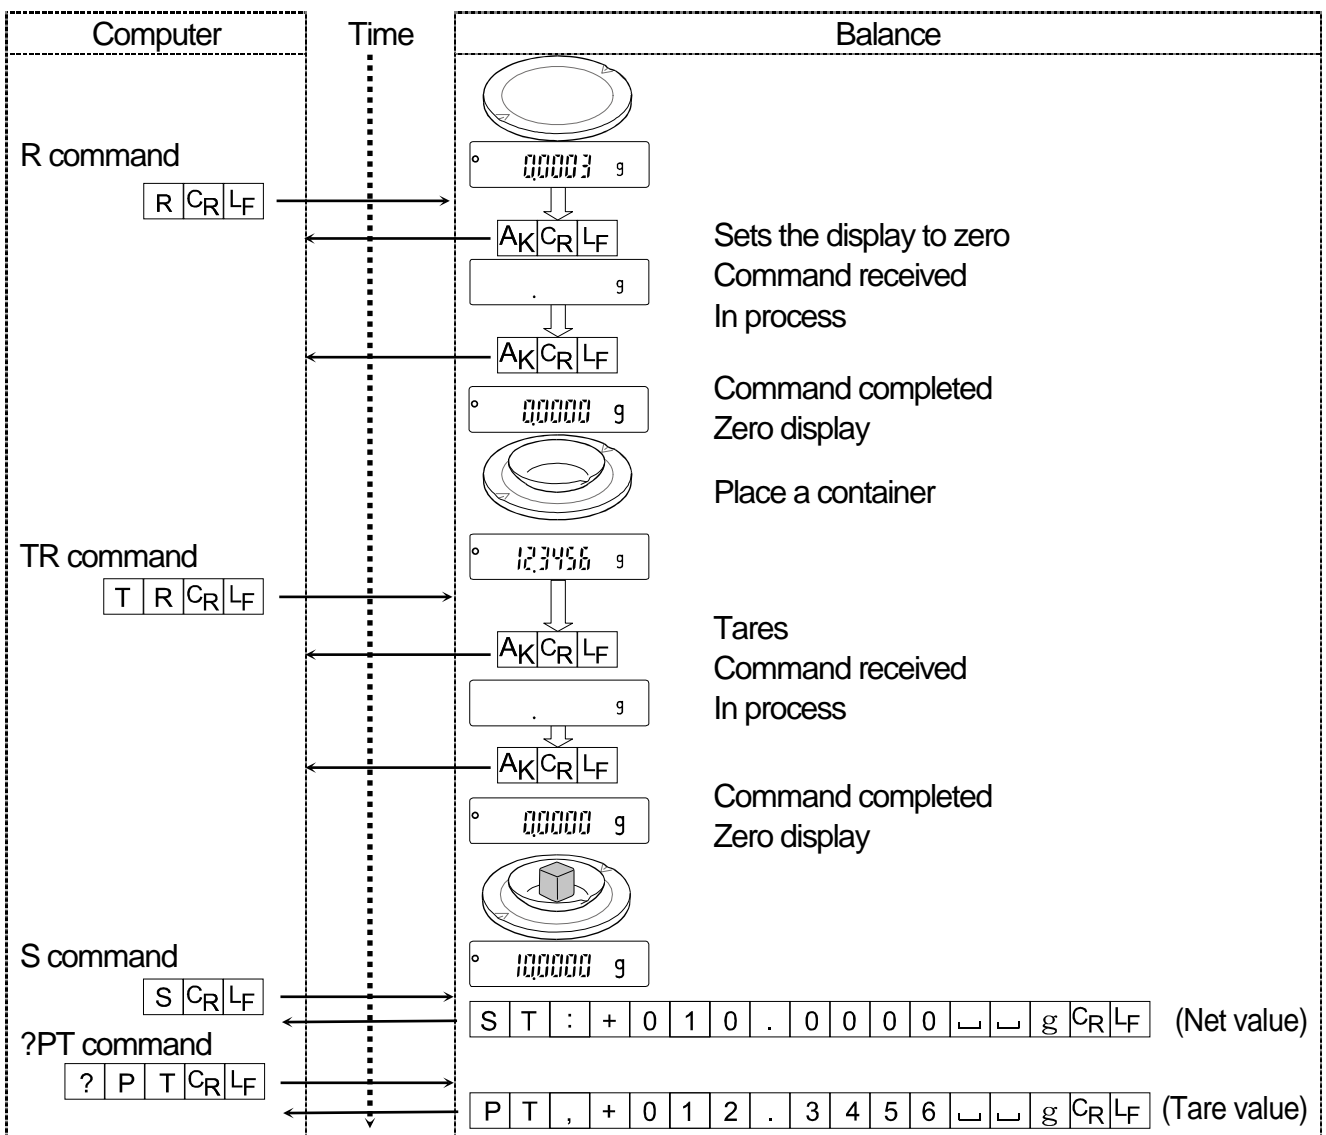 Computer Time Balance
R command
0.0003 g
R CR LF
AK CR LF Sets the display to zero
. g Command received
In process
AK CR LF
Command completed
0.0000 g
Zero display
Place a container
TR command
12.3456 g
T R CR LF
Tares
AK CR LF
Command received
. g In process
AK CR LF
Command completed
0.0000 g Zero display
S command
10.0000 g
S CR LF
S T : + 0 1 0 . 0 0 0 0 ⎵ ⎵ g CR LF (Net value)
?PT command
? P T CR LF
P T , + 0 1 2 . 3 4 5 6 ⎵ ⎵ g CR LF (Tare value)